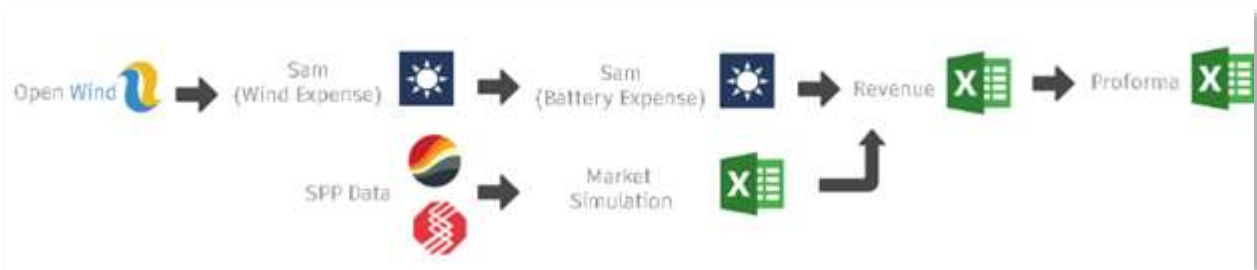 Open Wind
Sam
(Wind Expense)
Sam
(Battery Expense)
Revenue
X
Proforma
X
SPP Data
Market
Simulation
X